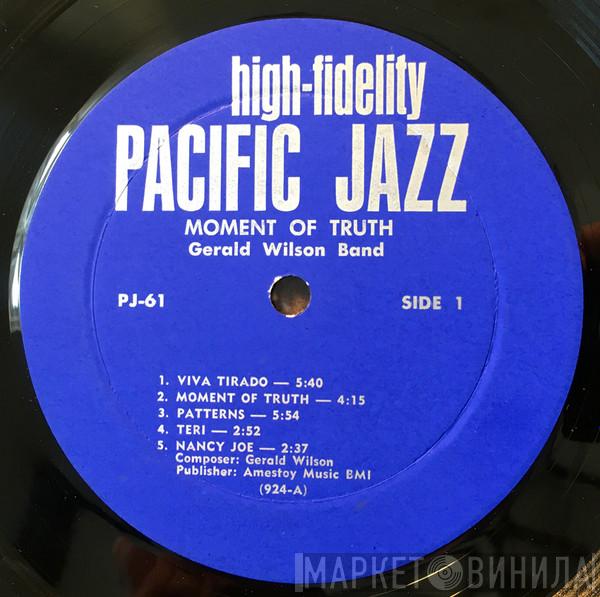 high-fidelity
PACIFIC JAZZ
MOMENT OF TRUTH
Gerald Wilson Band
PJ-61
SIDE 1
1. VIVA TIRADO — 5:40
2. MOMENT OF TRUTH — 4:15
3. PATTERNS — 5:54
4. TERI — 2:52
5. NANCY JOE — 2:37
Composer: Gerald Wilson
Publisher: Amestoy Music BMI
(924-A)
МАРКЕТ ВИНИЛА